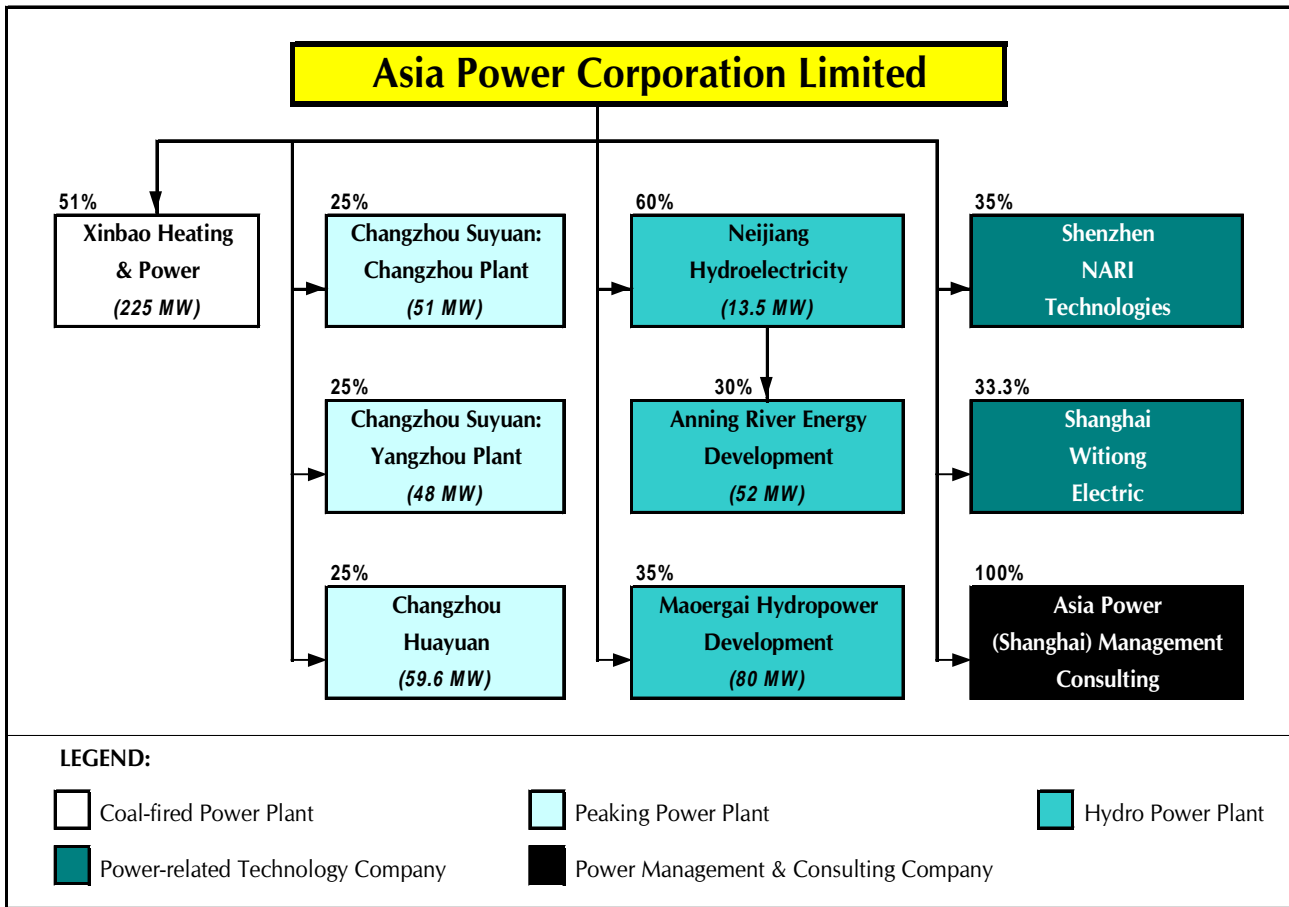 Asia Power Corporation Limited
51%
Xinbao Heating
& Power
(225 MW)
25%
Changzhou Suyuan:
Changzhou Plant
(51 MW)
60%
Neijiang
Hydroelectricity
(13.5 MW)
35%
Shenzhen
NARI
Technologies
25%
Changzhou Suyuan:
Yangzhou Plant
(48 MW)
30%
Anning River Energy
Development
(52 MW)
33.3%
Shanghai
Witiong
Electric
25%
Changzhou
Huayuan
(59.6 MW)
35%
Maoergai Hydropower
Development
(80 MW)
100%
Asia Power
(Shanghai) Management
Consulting
LEGEND:
Coal-fired Power Plant
Peaking Power Plant
Hydro Power Plant
Power-related Technology Company
Power Management & Consulting Company